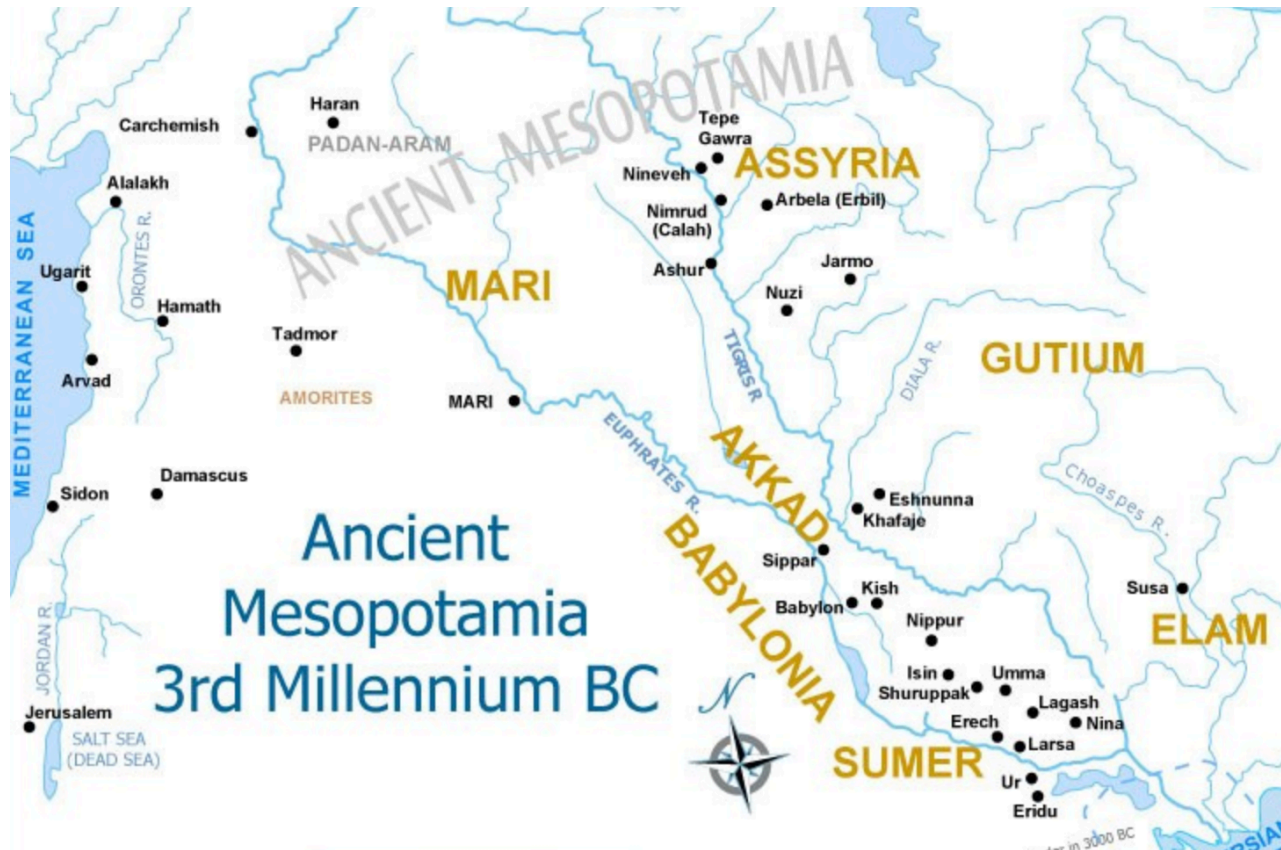 ANCIENT MESOPOTAMIA
Haran
Carchemish
PADAN-ARAM
Tepe
Gawra
ASSYRIA
Nineveh
Alalakh
Arbela (Erbil)
Nimrud
(Calah)
MEDITERRANEAN SEA
ORONTES R.
Ashur
Jarmo
Ugarit
MARI
Nuzi
Hamath
Tadmor
TIGRIS R
DIALA R.
GUTIUM
Arvad
AMORITES
MARI
EUPHRATES R.
AKKAD
Choaspes R.
Damascus
Sidon
Eshnunna
Khafaje
BABYLONIA
Ancient
Mesopotamia
3rd Millennium BC
Sippar
Kish
Babylon
Susa
Nippur
ELAM
JORDAN R.
Isin
Umma
Shuruppak
N
Lagash
Jerusalem
Erech
Nina
SALT SEA
(DEAD SEA)
Larsa
SUMER
Ur
Eridu
in 3000 BC